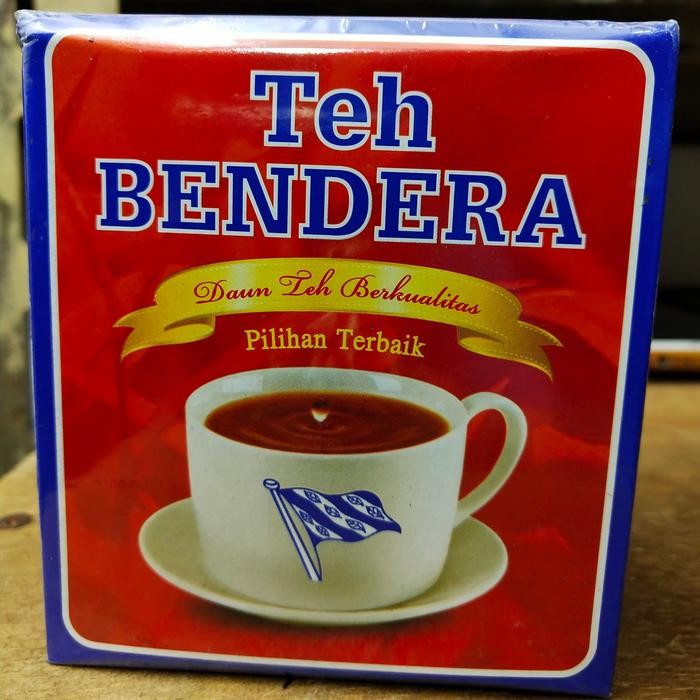 Teh
BENDERA
Daun Teh Berkualitas
Pilihan Terbaik